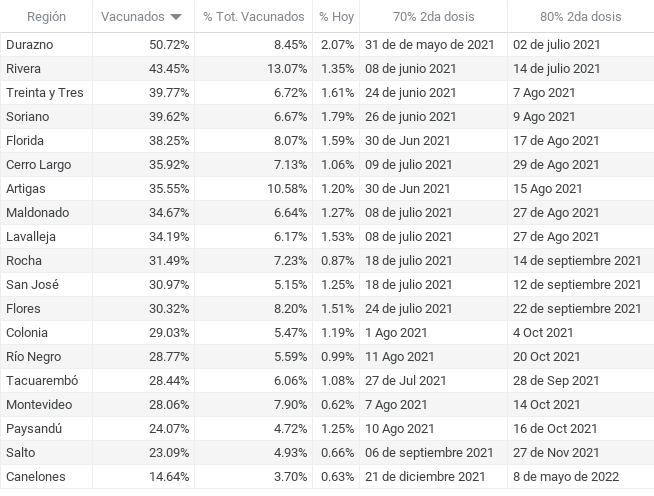 Región Vacunados % Tot. Vacunados % Hoy 70% 2da dosis 80% 2da dosis
Durazno 50.72% 8.45% 2.07% 31 de de mayo de 2021 02 de julio 2021
Rivera 43.45% 13.07% 1.35% 08 de junio 2021 14 de julio 2021
Treinta y Tres 39.77% 6.72% 1.61% 24 de junio 2021 7 Ago 2021
Soriano 39.62% 6.67% 1.79% 26 de junio 2021 9 Ago 2021
Florida 38.25% 8.07% 1.59% 30 de Jun 2021 17 de Ago 2021
Cerro Largo 35.92% 7.13% 1.06% 09 de julio 2021 29 de Ago 2021
Artigas 35.55% 10.58% 1.20% 30 de Jun 2021 15 Ago 2021
Maldonado 34.67% 6.64% 1.27% 08 de julio 2021 27 de Ago 2021
Lavalleja 34.19% 6.17% 1.53% 08 de julio 2021 27 de Ago 2021
Rocha 31.49% 7.23% 0.87% 18 de julio 2021 14 de septiembre 2021
San José 30.97% 5.15% 1.25% 18 de julio 2021 12 de septiembre 2021
Flores 30.32% 8.20% 1.51% 24 de julio 2021 22 de septiembre 2021
Colonia 29.03% 5.47% 1.19% 1 Ago 2021 4 Oct 2021
Río Negro 28.77% 5.59% 0.99% 11 Ago 2021 20 Oct 2021
Tacuarembó 28.44% 6.06% 1.08% 27 de Jul 2021 28 de Sep 2021
Montevideo 28.06% 7.90% 0.62% 7 Ago 2021 14 Oct 2021
Paysandú 24.07% 4.72% 1.25% 10 Ago 2021 16 de Oct 2021
Salto 23.09% 4.93% 0.66% 06 de septiembre 2021 27 de Nov 2021
Canelones 14.64% 3.70% 0.63% 21 de diciembre 2021 8 de mayo de 2022